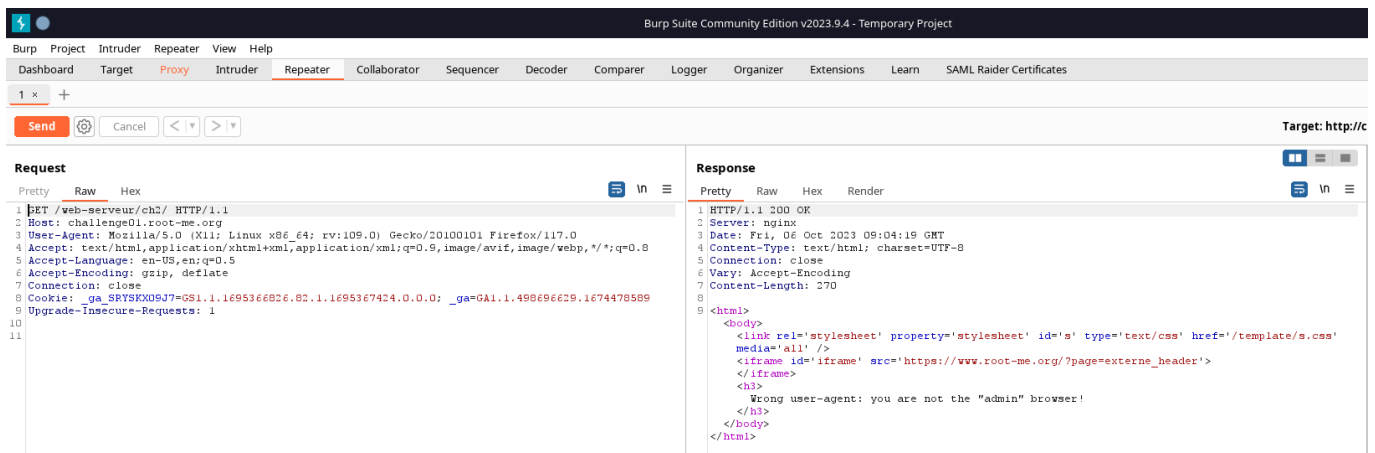 Burp Suite Community Edition v2023.9.4 - Temporary Project
Burp Project Intruder Repeater View Help
Dashboard Target Proxy Intruder Repeater Collaborator Sequencer Decoder Comparer Logger Organizer Extensions Learn SAML Raider Certificates
1 × +
Send Cancel < > Target: http://c
Request
Pretty Raw Hex \n
1 GET /web-serveur/ch2/ HTTP/1.1
2 Host: challenge01.root-me.org
3 User-Agent: Mozilla/5.0 (X11; Linux x86_64; rv:109.0) Gecko/20100101 Firefox/117.0
4 Accept: text/html,application/xhtml+xml,application/xml;q=0.9,image/avif,image/webp,*/*;q=0.8
5 Accept-Language: en-US,en;q=0.5
6 Accept-Encoding: gzip, deflate
7 Connection: close
8 Cookie: _ga_SRYSKX09J7=GS1.1.1695366826.82.1.1695367424.0.0.0; _ga=GA1.1.498696629.1674478589
9 Upgrade-Insecure-Requests: 1
10
11
Response
Pretty Raw Hex Render \n
1 HTTP/1.1 200 OK
2 Server: nginx
3 Date: Fri, 06 Oct 2023 09:04:19 GMT
4 Content-Type: text/html; charset=UTF-8
5 Connection: close
6 Vary: Accept-Encoding
7 Content-Length: 270
8
9 <html>
<body>
<link rel='stylesheet' property='stylesheet' id='s' type='text/css' href='/template/s.css'
media='all' />
<iframe id='iframe' src='https://www.root-me.org/?page=externe_header'>
</iframe>
<h3>
Wrong user-agent: you are not the "admin" browser!
</h3>
</body>
</html>